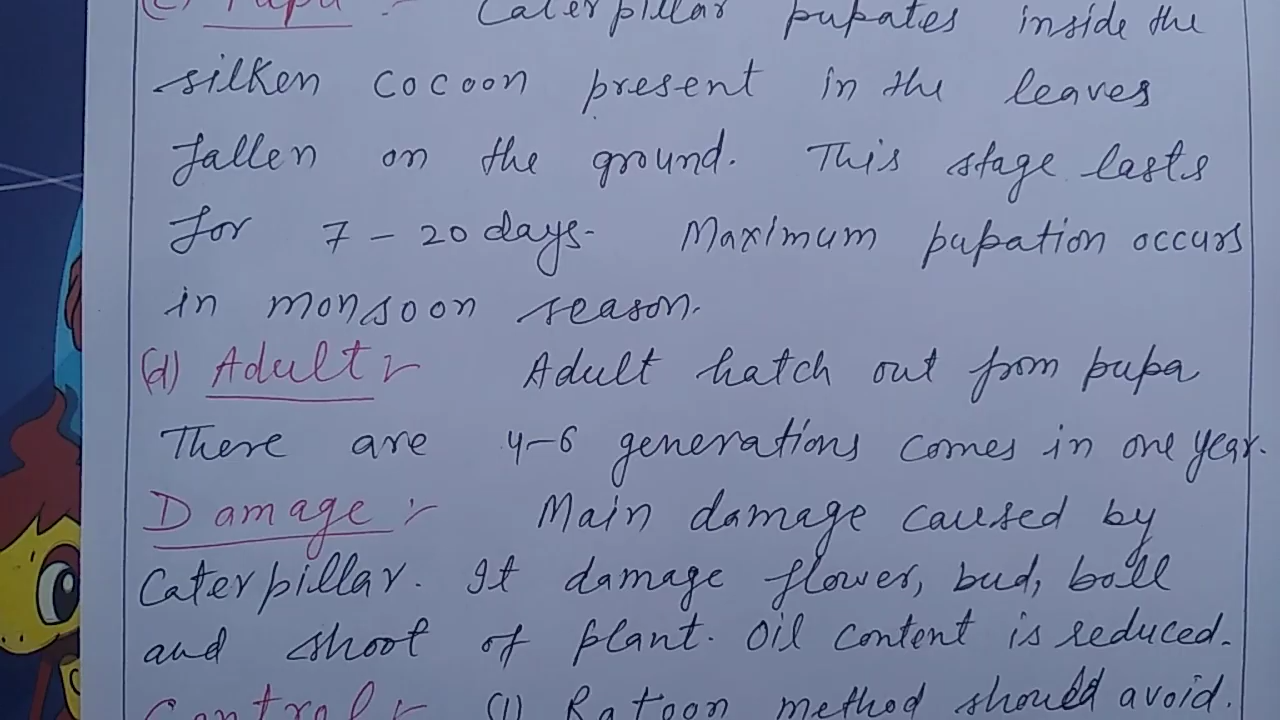 (c) Pupa :- Caterpillar pupates inside the
silken cocoon present in the leaves
fallen on the ground. This stage lasts
for 7-20 days. Maximum pupation occurs
in monsoon season.
(d) Adult :- Adult hatch out from pupa
There are 4-6 generations comes in one year.
Damage :- Main damage caused by
Caterpillar. It damage flower, bud, boll
and shoot of plant. Oil content is reduced.
Control :- (1) Ratoon method should avoid.